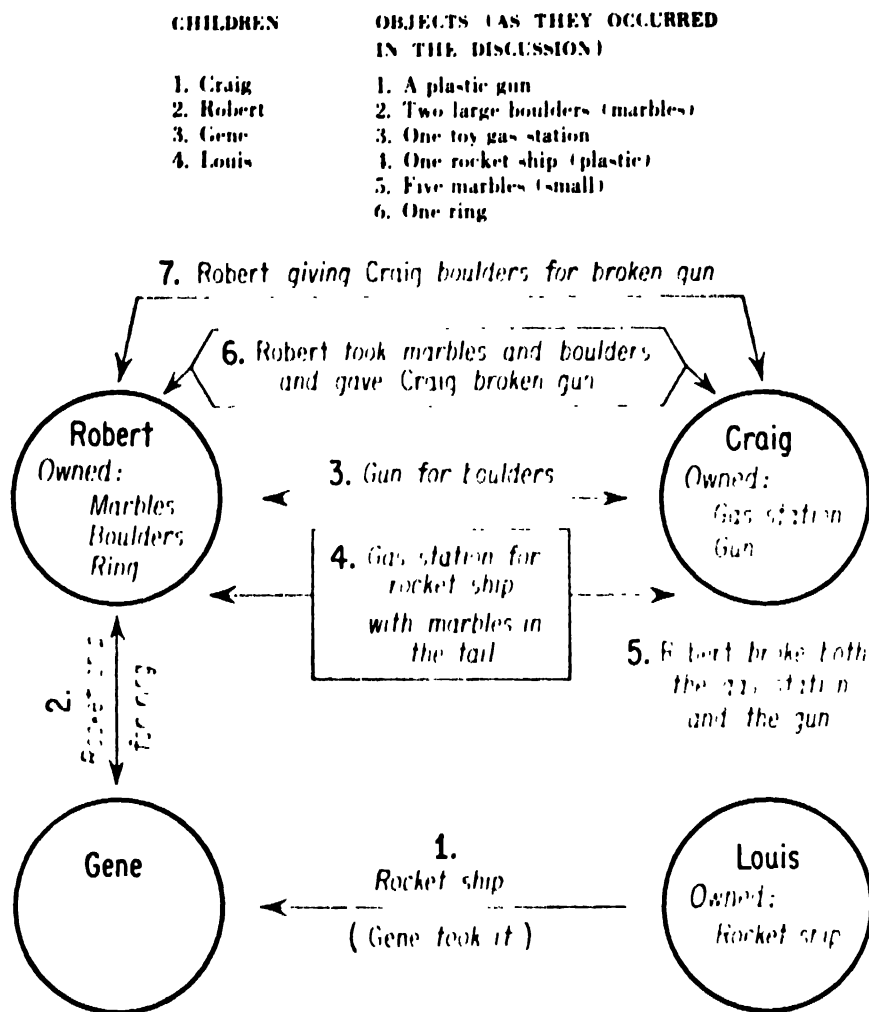 CHILDREN
1. Craig
2. Robert
3. Gene
4. Louis
OBJECTS (AS THEY OCCURRED
IN THE DISCUSSION)
1. A plastic gun
2. Two large boulders (marbles)
3. One toy gas station
4. One rocket ship (plastic)
5. Five marbles (small)
6. One ring
7. Robert giving Craig boulders for broken gun
6. Robert took marbles and boulders
and gave Craig broken gun
Robert
Owned:
Marbles
Boulders
Ring
Craig
Owned:
Gas station
Gun
3. Gun for boulders
4. Gas station for
rocket ship
with marbles in
the tail
5. Robert broke both
the gas station
and the gun
2. Rocket ship
for ring
Gene
1.
Rocket ship
(Gene took it)
Louis
Owned:
Rocket ship